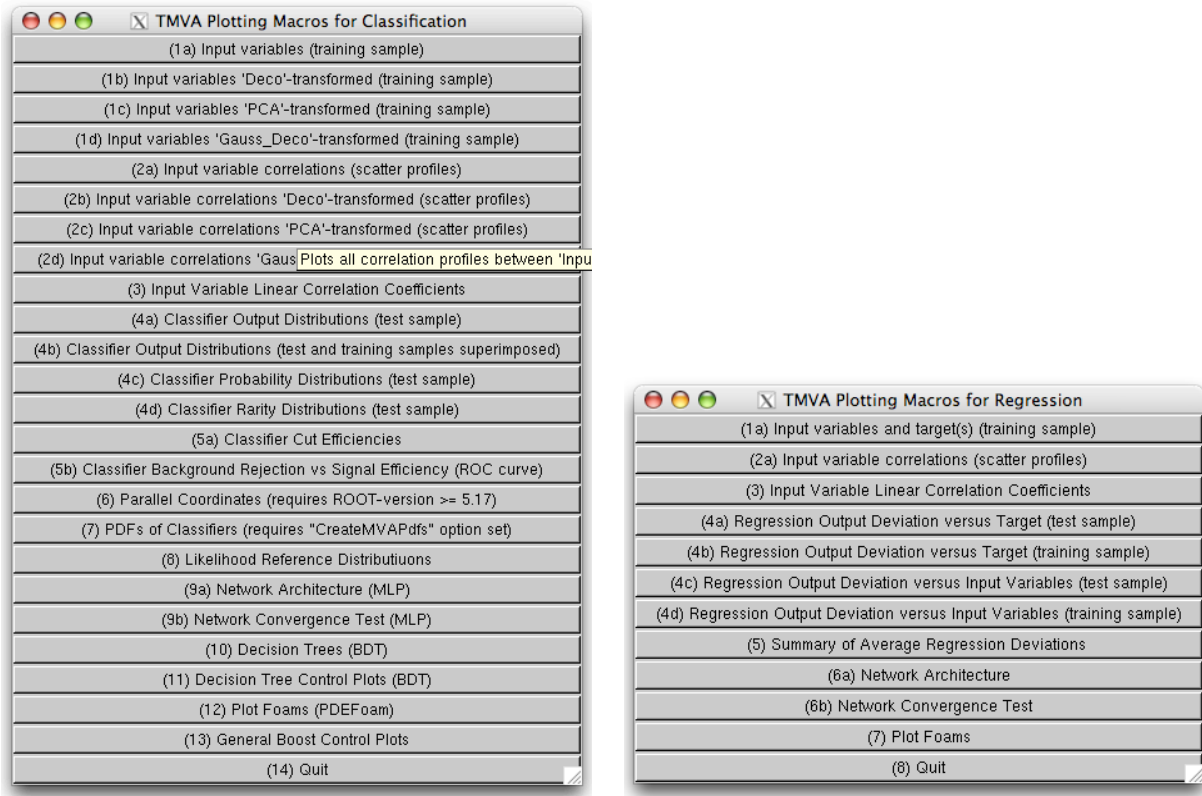 TMVA Plotting Macros for Classification
(1a) Input variables (training sample)
(1b) Input variables 'Deco'-transformed (training sample)
(1c) Input variables 'PCA'-transformed (training sample)
(1d) Input variables 'Gauss_Deco'-transformed (training sample)
(2a) Input variable correlations (scatter profiles)
(2b) Input variable correlations 'Deco'-transformed (scatter profiles)
(2c) Input variable correlations 'PCA'-transformed (scatter profiles)
(2d) Input variable correlations 'Gaus
Plots all correlation profiles between 'Inpu
(3) Input Variable Linear Correlation Coefficients
(4a) Classifier Output Distributions (test sample)
(4b) Classifier Output Distributions (test and training samples superimposed)
(4c) Classifier Probability Distributions (test sample)
(4d) Classifier Rarity Distributions (test sample)
(5a) Classifier Cut Efficiencies
(5b) Classifier Background Rejection vs Signal Efficiency (ROC curve)
(6) Parallel Coordinates (requires ROOT-version >= 5.17)
(7) PDFs of Classifiers (requires "CreateMVAPdfs" option set)
(8) Likelihood Reference Distributiuons
(9a) Network Architecture (MLP)
(9b) Network Convergence Test (MLP)
(10) Decision Trees (BDT)
(11) Decision Tree Control Plots (BDT)
(12) Plot Foams (PDEFoam)
(13) General Boost Control Plots
(14) Quit
TMVA Plotting Macros for Regression
(1a) Input variables and target(s) (training sample)
(2a) Input variable correlations (scatter profiles)
(3) Input Variable Linear Correlation Coefficients
(4a) Regression Output Deviation versus Target (test sample)
(4b) Regression Output Deviation versus Target (training sample)
(4c) Regression Output Deviation versus Input Variables (test sample)
(4d) Regression Output Deviation versus Input Variables (training sample)
(5) Summary of Average Regression Deviations
(6a) Network Architecture
(6b) Network Convergence Test
(7) Plot Foams
(8) Quit